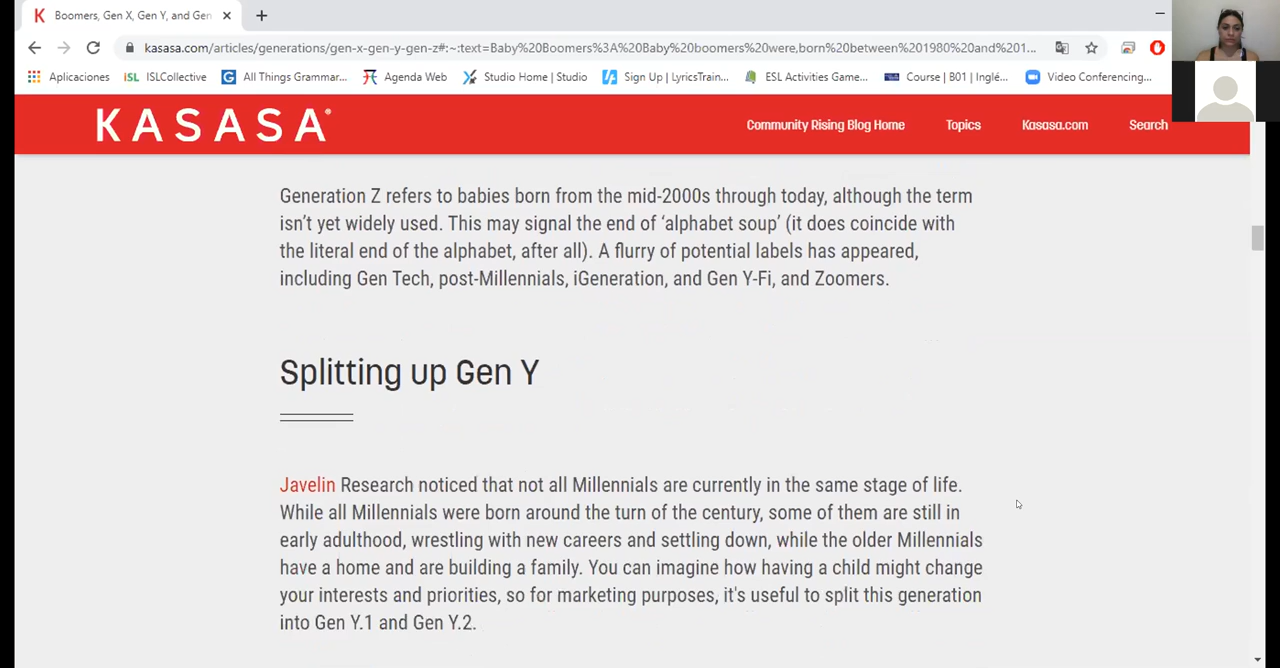 Boomers, Gen X, Gen Y, and Gen
kasasa.com/articles/generations/gen-x-gen-y-gen-z#:~:text=Baby%20Boomers%3A%20Baby%20boomers%20were,born%20between%201980%20and%201...
Aplicaciones ISLCollective All Things Grammar... Agenda Web Studio Home | Studio Sign Up | LyricsTrain... ESL Activities Game... Course | B01 | Inglé... Video Conferencing...
KASASA® Community Rising Blog Home Topics Kasasa.com Search
Generation Z refers to babies born from the mid-2000s through today, although the term
isn't yet widely used. This may signal the end of ‘alphabet soup’ (it does coincide with
the literal end of the alphabet, after all). A flurry of potential labels has appeared,
including Gen Tech, post-Millennials, iGeneration, and Gen Y-Fi, and Zoomers.
Splitting up Gen Y
Javelin Research noticed that not all Millennials are currently in the same stage of life.
While all Millennials were born around the turn of the century, some of them are still in
early adulthood, wrestling with new careers and settling down, while the older Millennials
have a home and are building a family. You can imagine how having a child might change
your interests and priorities, so for marketing purposes, it's useful to split this generation
into Gen Y.1 and Gen Y.2.